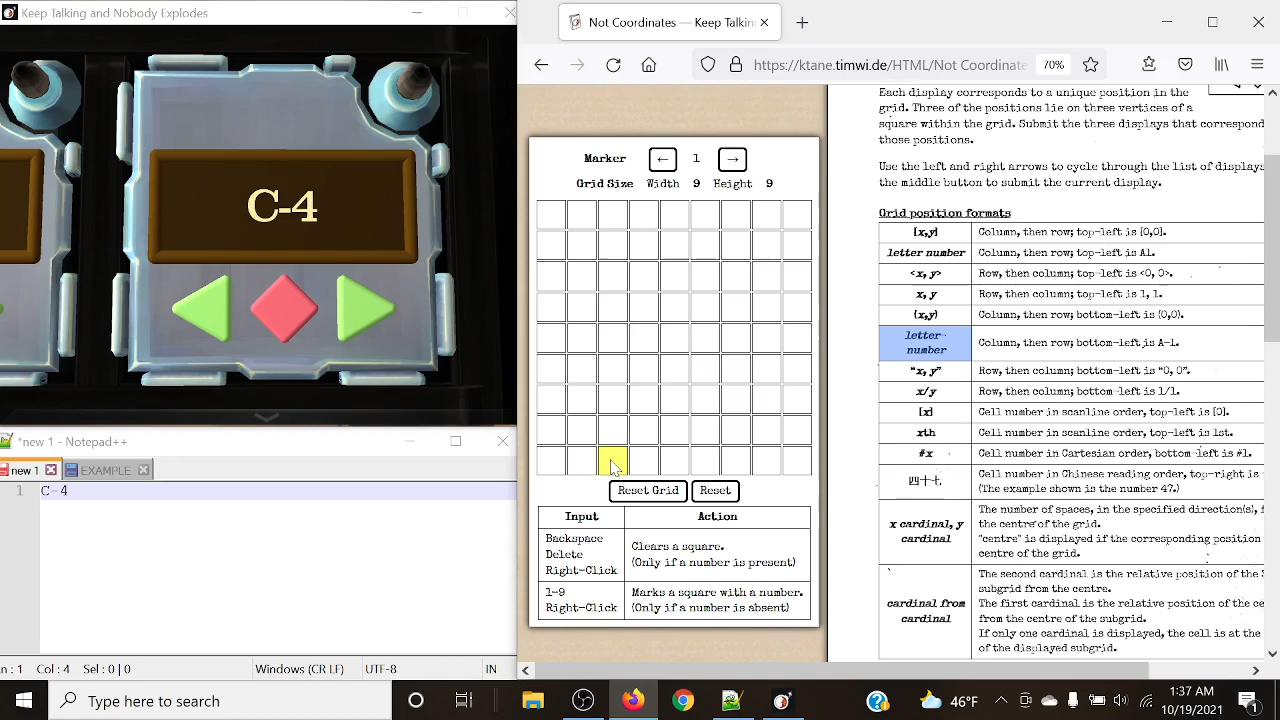 Keep Talking and Nobody Explodes
C-4
*new 1 - Notepad++
new 1
EXAMPLE
1
C-4
Ln : 1 Col : 4 Sel : 0 | 0
Windows (CR LF)
UTF-8
IN
Not Coordinates — Keep Talkin
https://ktane.timwi.de/HTML/Not Coordinate
70%
Marker ← 1 →
Grid Size Width 9 Height 9
Reset Grid
Reset
Input Action
Backspace
Delete
Right-Click
Clears a square.
(Only if a number is present)
1-9
Right-Click
Marks a square with a number.
(Only if a number is absent)
Each display corresponds to a unique position in the
grid. Three of the positions lie on three vertices of a
square within the grid. Submit the three displays that correspond
those positions.
Use the left and right arrows to cycle through the list of displays
the middle button to submit the current display.
Grid position formats
[x,y] Column, then row; top-left is [0,0].
letter number Column, then row; top-left is A1.
<x, y> Row, then column; top-left is <0, 0>.
x, y Row, then column; top-left is 1, 1.
(x,y) Column, then row; bottom-left is (0,0).
letter-
number
Column, then row; bottom-left is A-1.
“x, y” Row, then column; bottom-left is “0, 0”.
x/y Row, then column; bottom-left is 1/1.
[x] Cell number in scanline order, top-left is [0].
xth Cell number in scanline order, top-left is 1st.
#x Cell number in Cartesian order, bottom-left is #1.
四十七
Cell number in Chinese reading order, top-right is
(The example shown is the number 47.)
x cardinal, y
cardinal
The number of spaces, in the specified direction(s), f
the centre of the grid.
“centre” is displayed if the corresponding position
centre of the grid.
cardinal from
cardinal
The second cardinal is the relative position of the
subgrid from the centre.
The first cardinal is the relative position of the ce
from the centre of the subgrid.
If only one cardinal is displayed, the cell is at the
of the displayed subgrid.
Type here to search
46°F
1:37 AM
10/19/2021
1